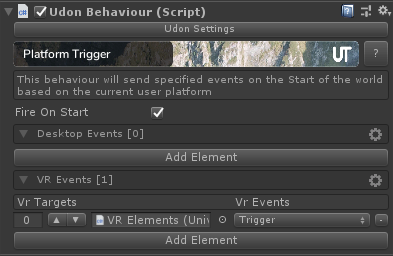 Udon Behaviour (Script)
Udon Settings
Platform Trigger
UT
?
This behaviour will send specified events on the Start of the world
based on the current user platform
Fire On Start
Desktop Events [0]
Add Element
VR Events [1]
Vr Targets Vr Events
0 VR Elements (Univ Trigger -
Add Element